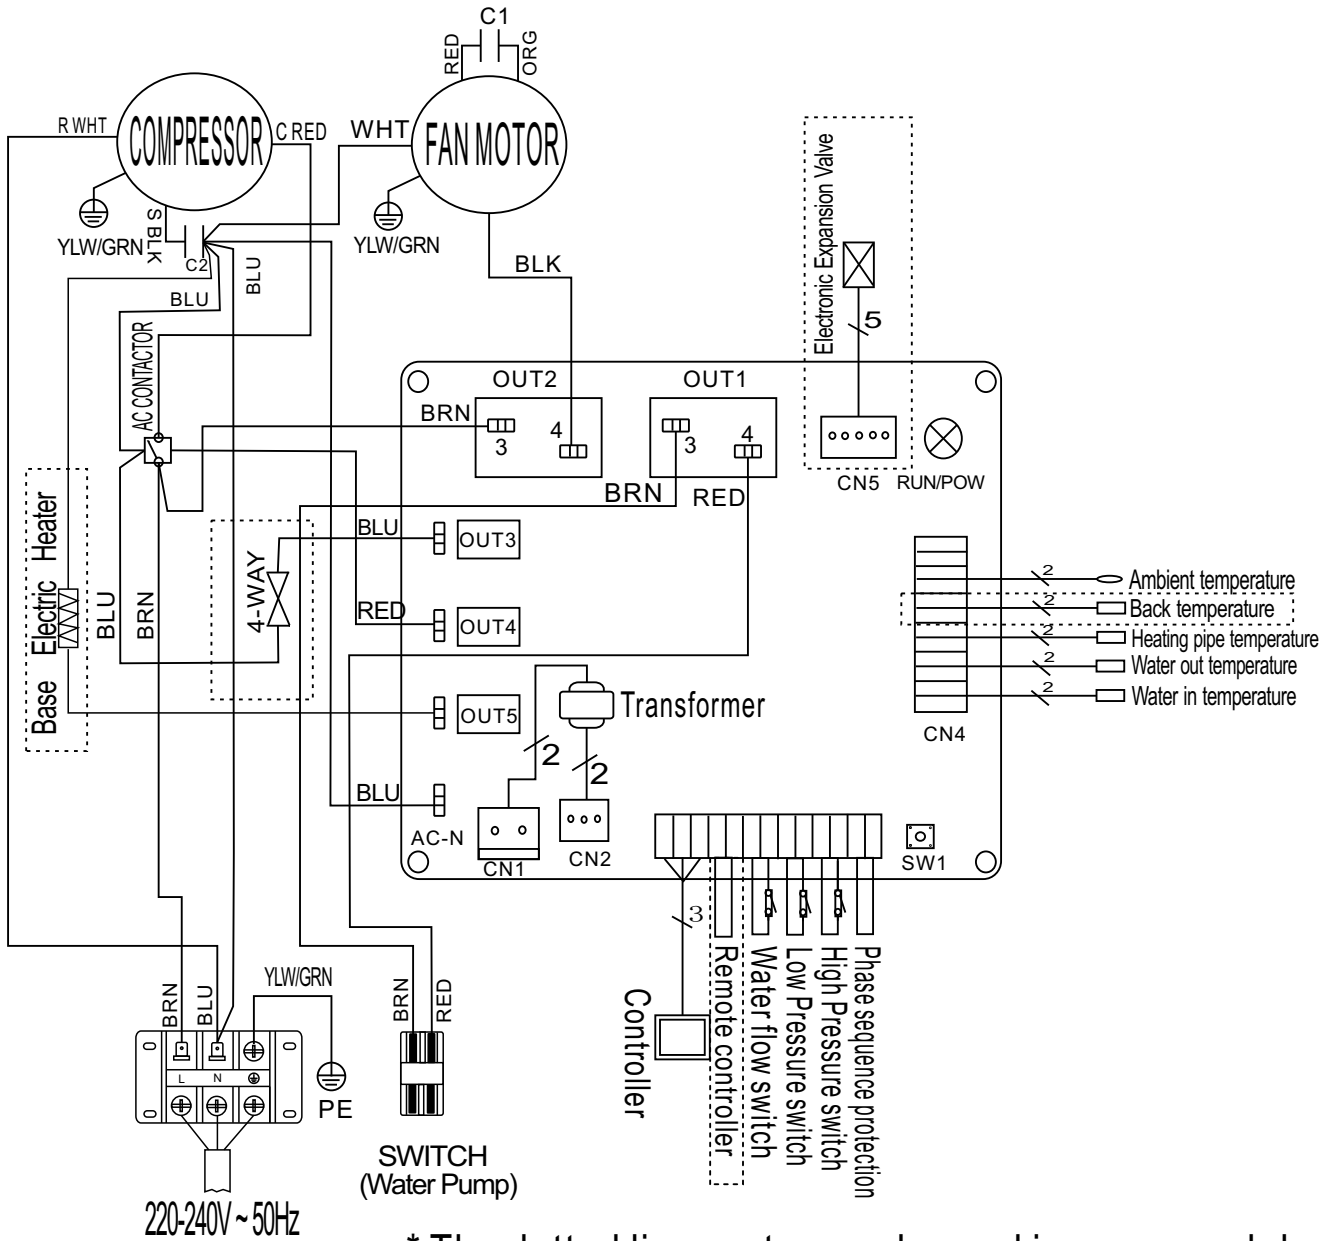 C1
RED
ORG
R WHT
COMPRESSOR
C RED
WHT
FAN MOTOR
Electronic Expansion Valve
YLW/GRN
S BLK
C2
BLU
BLU
YLW/GRN
BLK
5
AC CONTACTOR
OUT2
OUT1
BRN
3
4
3
4
BRN
RED
CN5
RUN/POW
Base Electric Heater
BLU
BRN
4-WAY
BLU
OUT3
RED
OUT4
OUT5
Transformer
2
2
BLU
AC-N
CN1
CN2
2
Ambient temperature
2
Back temperature
2
Heating pipe temperature
2
Water out temperature
2
Water in temperature
CN4
SW1
3
Controller
Remote controller
Water flow switch
Low Pressure switch
High Pressure switch
Phase sequence protection
YLW/GRN
BRN
BLU
BRN
RED
L
N
PE
SWITCH
(Water Pump)
220-240V ~ 50Hz